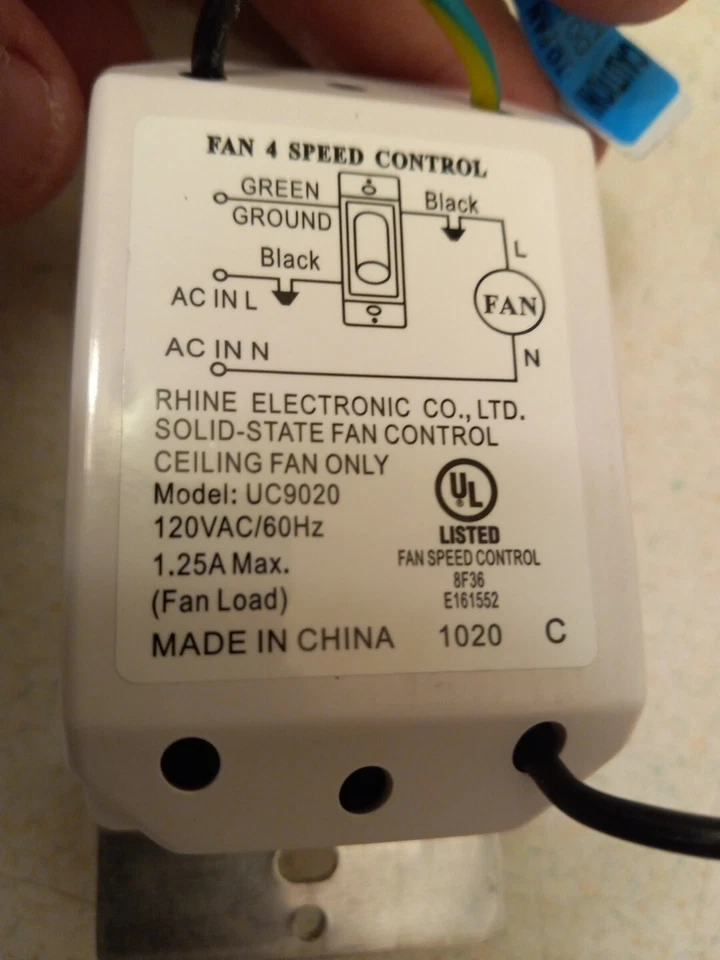 CAUTION
FAN 4 SPEED CONTROL
GREEN
GROUND
Black
Black
L
AC IN L
FAN
AC IN N
N
RHINE ELECTRONIC CO., LTD.
SOLID-STATE FAN CONTROL
CEILING FAN ONLY
Model: UC9020
120VAC/60Hz
1.25A Max.
(Fan Load)
UL
LISTED
FAN SPEED CONTROL
8F36
E161552
MADE IN CHINA 1020 C